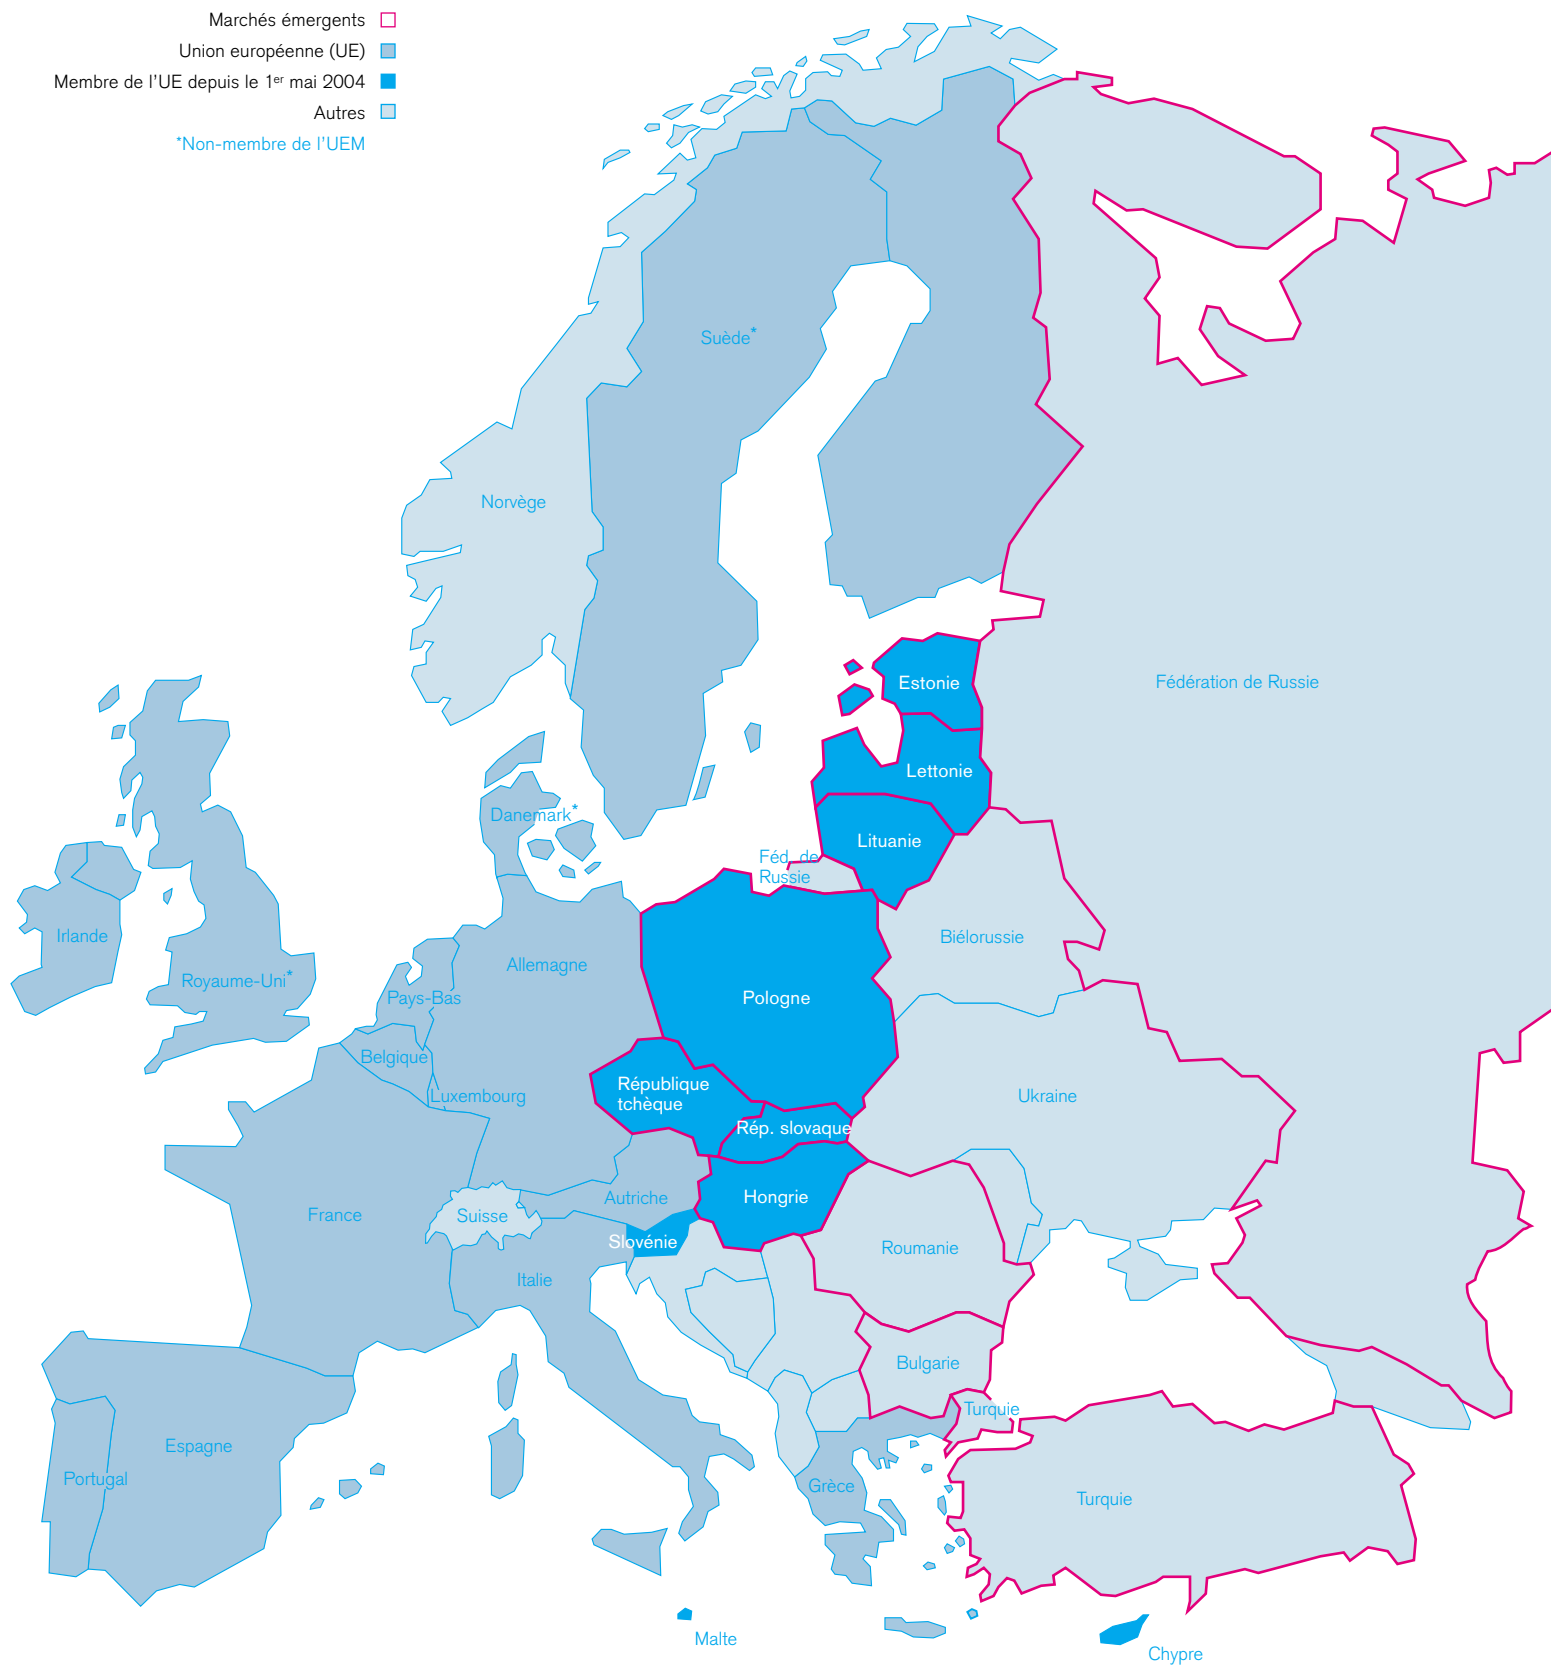 Marchés émergents
Union européenne (UE)
Membre de l'UE depuis le 1er mai 2004
Autres
*Non-membre de l'UEM
Suède*
Norvège
Estonie
Fédération de Russie
Lettonie
Danemark*
Lituanie
Féd. de
Russie
Irlande
Biélorussie
Allemagne
Royaume-Uni*
Pays-Bas
Pologne
Belgique
République
tchèque
Luxembourg
Ukraine
Rép. slovaque
Autriche
Hongrie
France
Suisse
Slovénie
Roumanie
Italie
Bulgarie
Turquie
Espagne
Portugal
Grèce
Turquie
Malte
Chypre